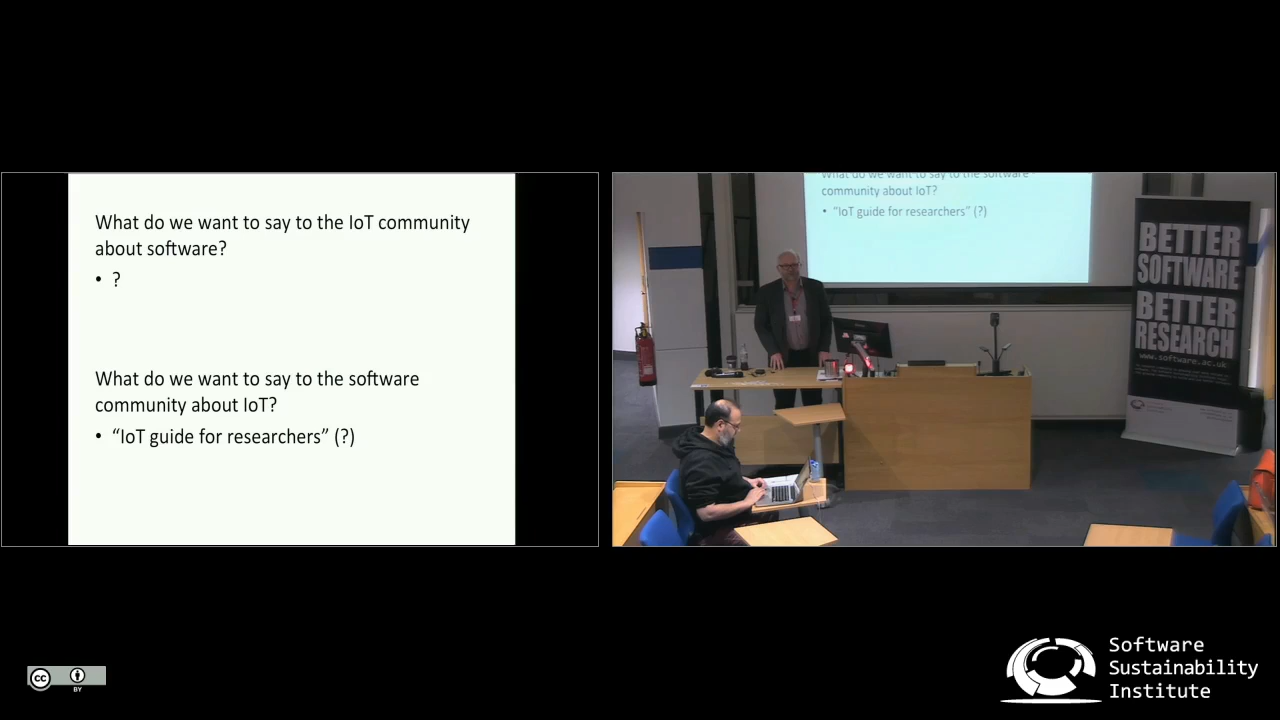 What do we want to say to the IoT community
about software?
• ?
What do we want to say to the software
community about IoT?
• “IoT guide for researchers” (?)
What do we want to say to the software
community about IoT?
• “IoT guide for researchers” (?)
BETTER
SOFTWARE
BETTER
RESEARCH
www.software.ac.uk
cc
BY
Software
Sustainability
Institute